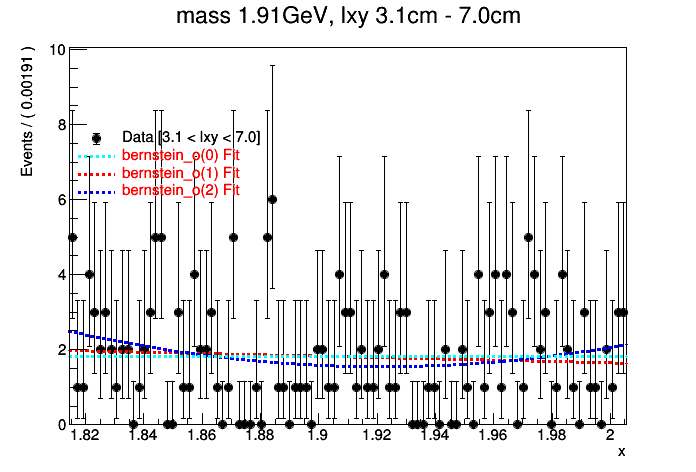 mass 1.91GeV, lxy 3.1cm - 7.0cm
Events / ( 0.00191 )
10
8
6
4
2
0
Data [3.1 < lxy < 7.0]
bernstein_o(0) Fit
bernstein_o(1) Fit
bernstein_o(2) Fit
1.82 1.84 1.86 1.88 1.9 1.92 1.94 1.96 1.98 2
x